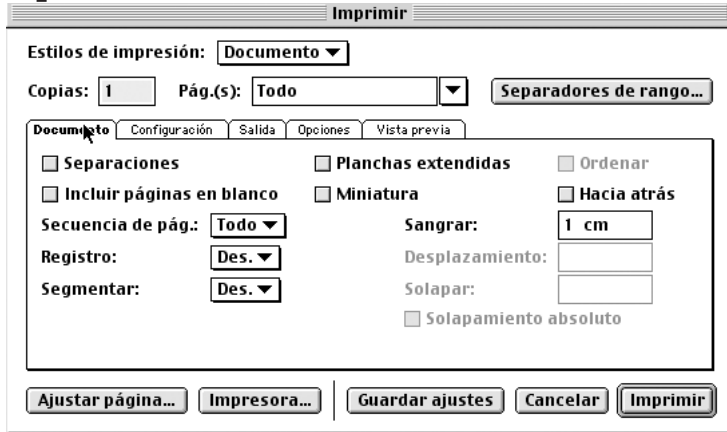 Imprimir
Estilos de impresión: Documento
Copias: 1 Pág.(s): Todo Separadores de rango...
Documento Configuración Salida Opciones Vista previa
Separaciones Planchas extendidas Ordenar
Incluir páginas en blanco Miniatura Hacia atrás
Secuencia de pág.: Todo Sangrar: 1 cm
Registro: Des. Desplazamiento:
Segmentar: Des. Solapar:
Solapamiento absoluto
Ajustar página... Impresora... Guardar ajustes Cancelar Imprimir